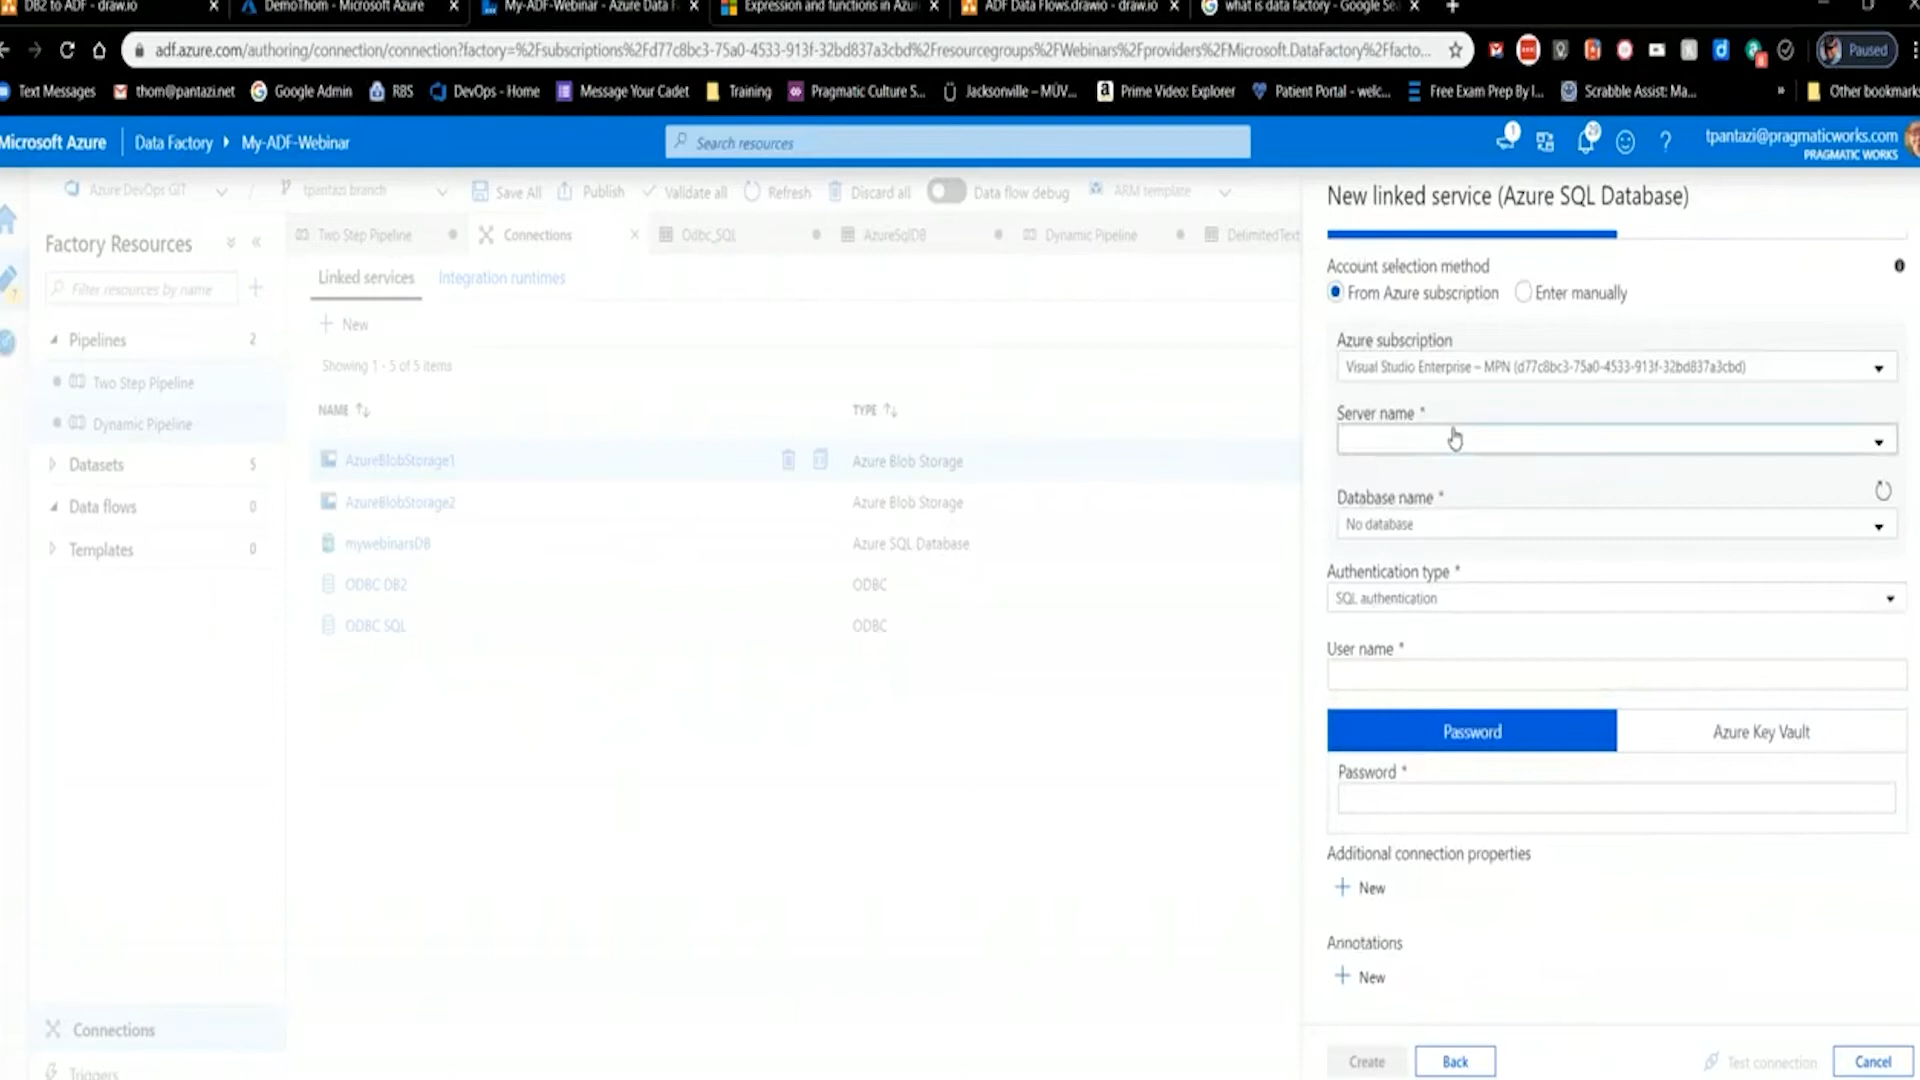 DB2 to ADF - draw.io
DemoThom - Microsoft Azure
My-ADF-Webinar - Azure Data F
Expression and functions in Azur
ADF Data Flows.drawio - draw.io
what is data factory - Google Se
adf.azure.com/authoring/connection/connection?factory=%2Fsubscriptions%2Fd77c8bc3-75a0-4533-913f-32bd837a3cbd%2Fresourcegroups%2FWebinars%2Fproviders%2FMicrosoft.DataFactory%2Ffacto...
Paused
Text Messages
thom@pantazi.net
Google Admin
RBS
DevOps - Home
Message Your Cadet
Training
Pragmatic Culture S...
Jacksonville – MÜV...
Prime Video: Explorer
Patient Portal - welc...
Free Exam Prep By I...
Scrabble Assist: Ma...
»
Other bookmarks
Microsoft Azure
Data Factory
My-ADF-Webinar
Search resources
1
tpantazi@pragmaticworks.com
PRAGMATIC WORKS
Azure DevOps GIT
/
tpantazi branch
Save All
Publish
Validate all
Refresh
Discard all
Data flow debug
ARM template
Factory Resources
Filter resources by name
Pipelines 2
Two Step Pipeline
Dynamic Pipeline
Datasets 5
Data flows 0
Templates 0
Connections
Triggers
Two Step Pipeline
Connections
Odbc_SQL
AzureSqlDB
Dynamic Pipeline
DelimitedText
Linked services
Integration runtimes
+ New
Showing 1 - 5 of 5 items
NAME
TYPE
AzureBlobStorage1 Azure Blob Storage
AzureBlobStorage2 Azure Blob Storage
mywebinarsDB Azure SQL Database
ODBC DB2 ODBC
ODBC SQL ODBC
New linked service (Azure SQL Database)
Account selection method
From Azure subscription
Enter manually
Azure subscription
Visual Studio Enterprise – MPN (d77c8bc3-75a0-4533-913f-32bd837a3cbd)
Server name *
Database name *
No database
Authentication type *
SQL authentication
User name *
Password
Azure Key Vault
Password *
Additional connection properties
+ New
Annotations
+ New
Create
Back
Test connection
Cancel